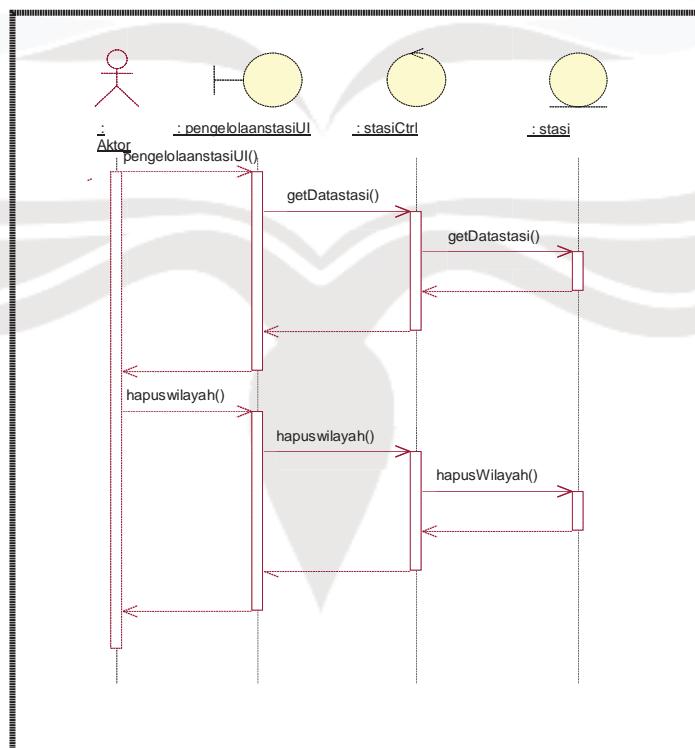 :
Aktor
: pengelolaanstasiUI
: stasiCtrl
: stasi
pengelolaanstasiUI()
getDatastasi()
getDatastasi()
hapuswilayah()
hapuswilayah()
hapusWilayah()